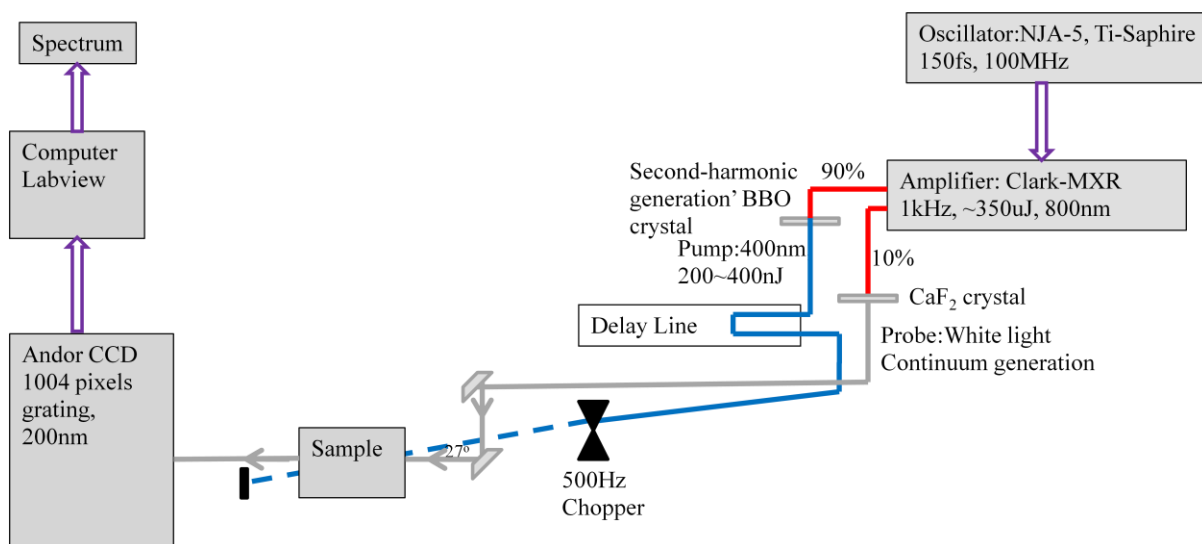 Spectrum
Computer
Labview
Andor CCD
1004 pixels
grating,
200nm
Sample
27º
500Hz
Chopper
Delay Line
Second-harmonic
generation’ BBO
crystal
Pump:400nm
200~400nJ
90%
10%
Oscillator:NJA-5, Ti-Saphire
150fs, 100MHz
Amplifier: Clark-MXR
1kHz, ~350uJ, 800nm
CaF₂ crystal
Probe:White light
Continuum generation